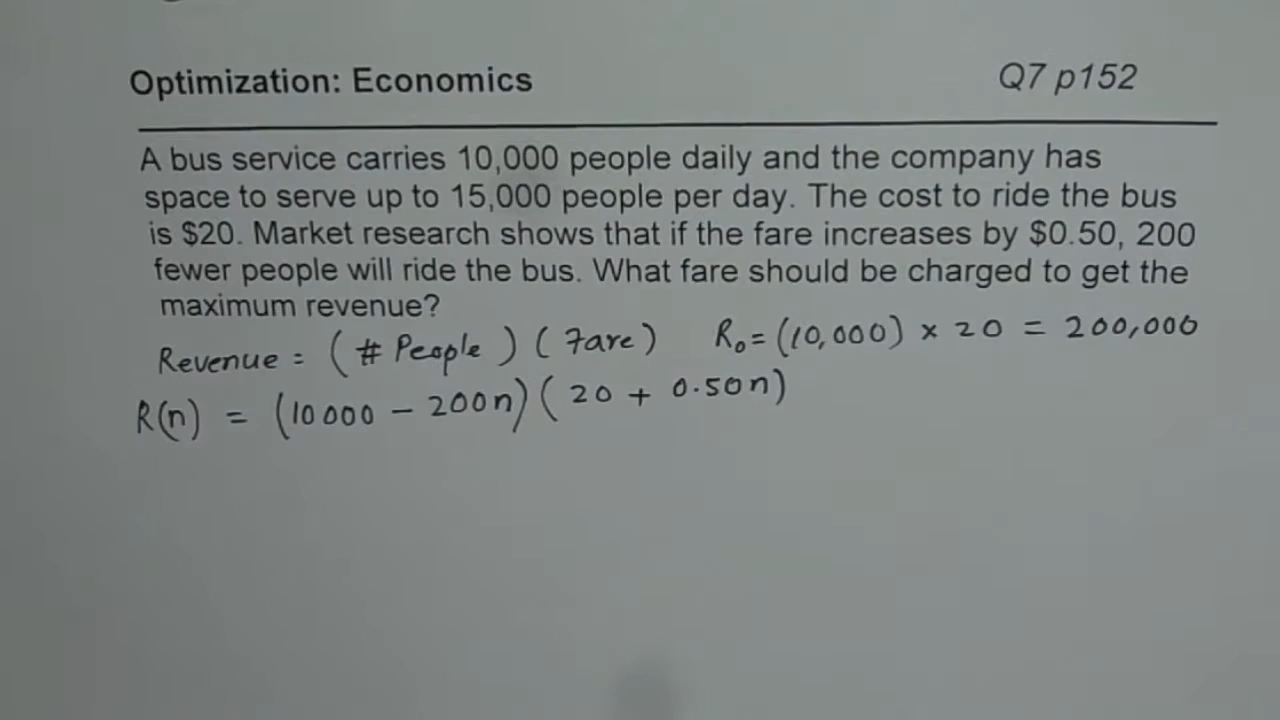 Optimization: Economics Q7 p152
A bus service carries 10,000 people daily and the company has
space to serve up to 15,000 people per day. The cost to ride the bus
is $20. Market research shows that if the fare increases by $0.50, 200
fewer people will ride the bus. What fare should be charged to get the
maximum revenue?
Revenue = (# People) (Fare) R₀ = (10,000) × 20 = 200,000
R(n) = (10000 - 200n) (20 + 0.50n)